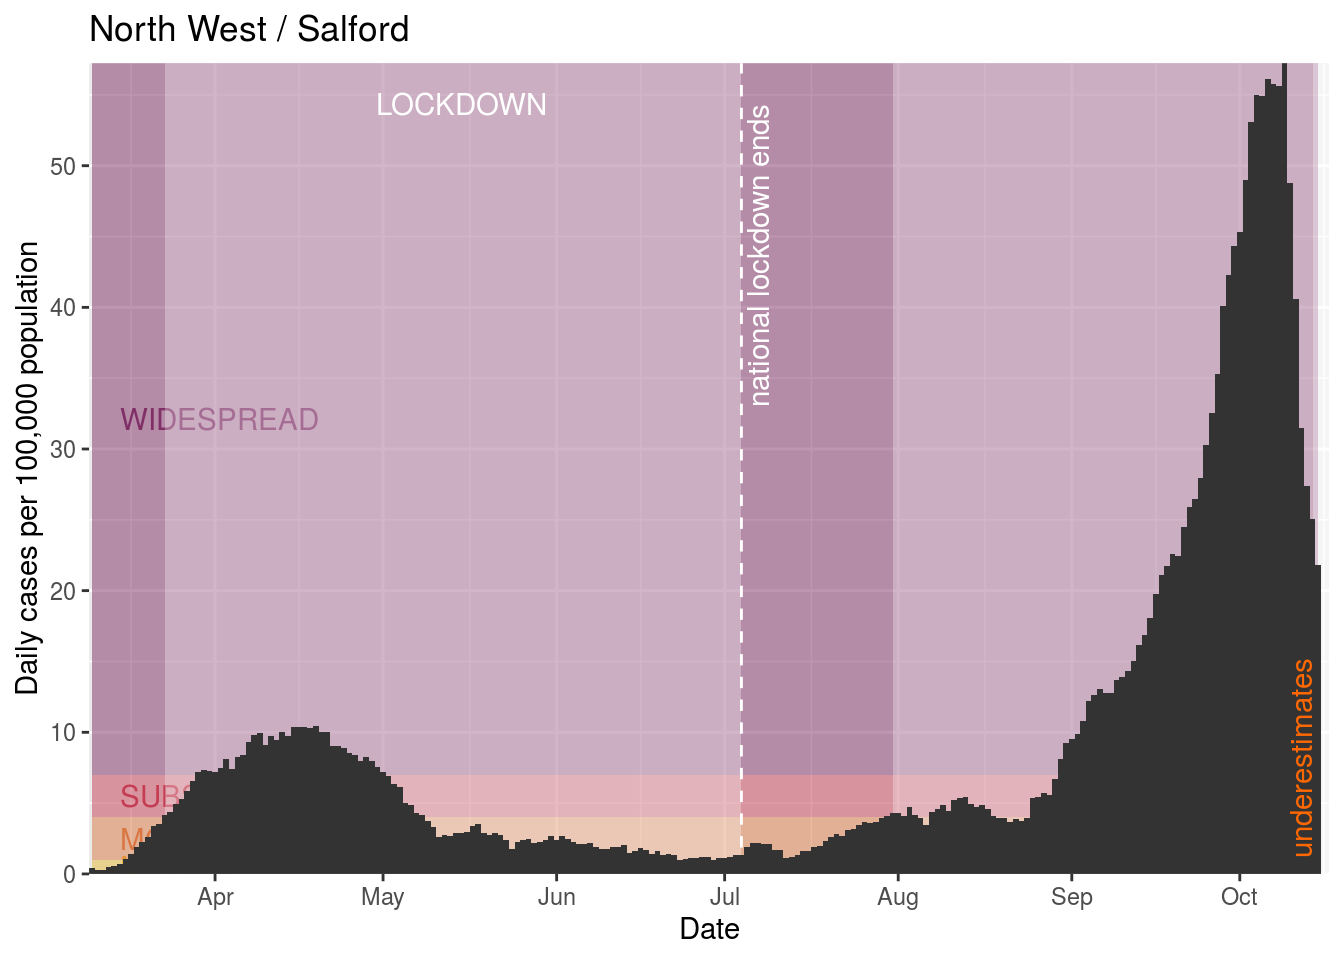 North West / Salford
LOCKDOWN
national lockdown ends
WIDESPREAD
underestimates
Daily cases per 100,000 population
50
40
30
20
10
0
Apr
May
Jun
Jul
Aug
Sep
Oct
Date